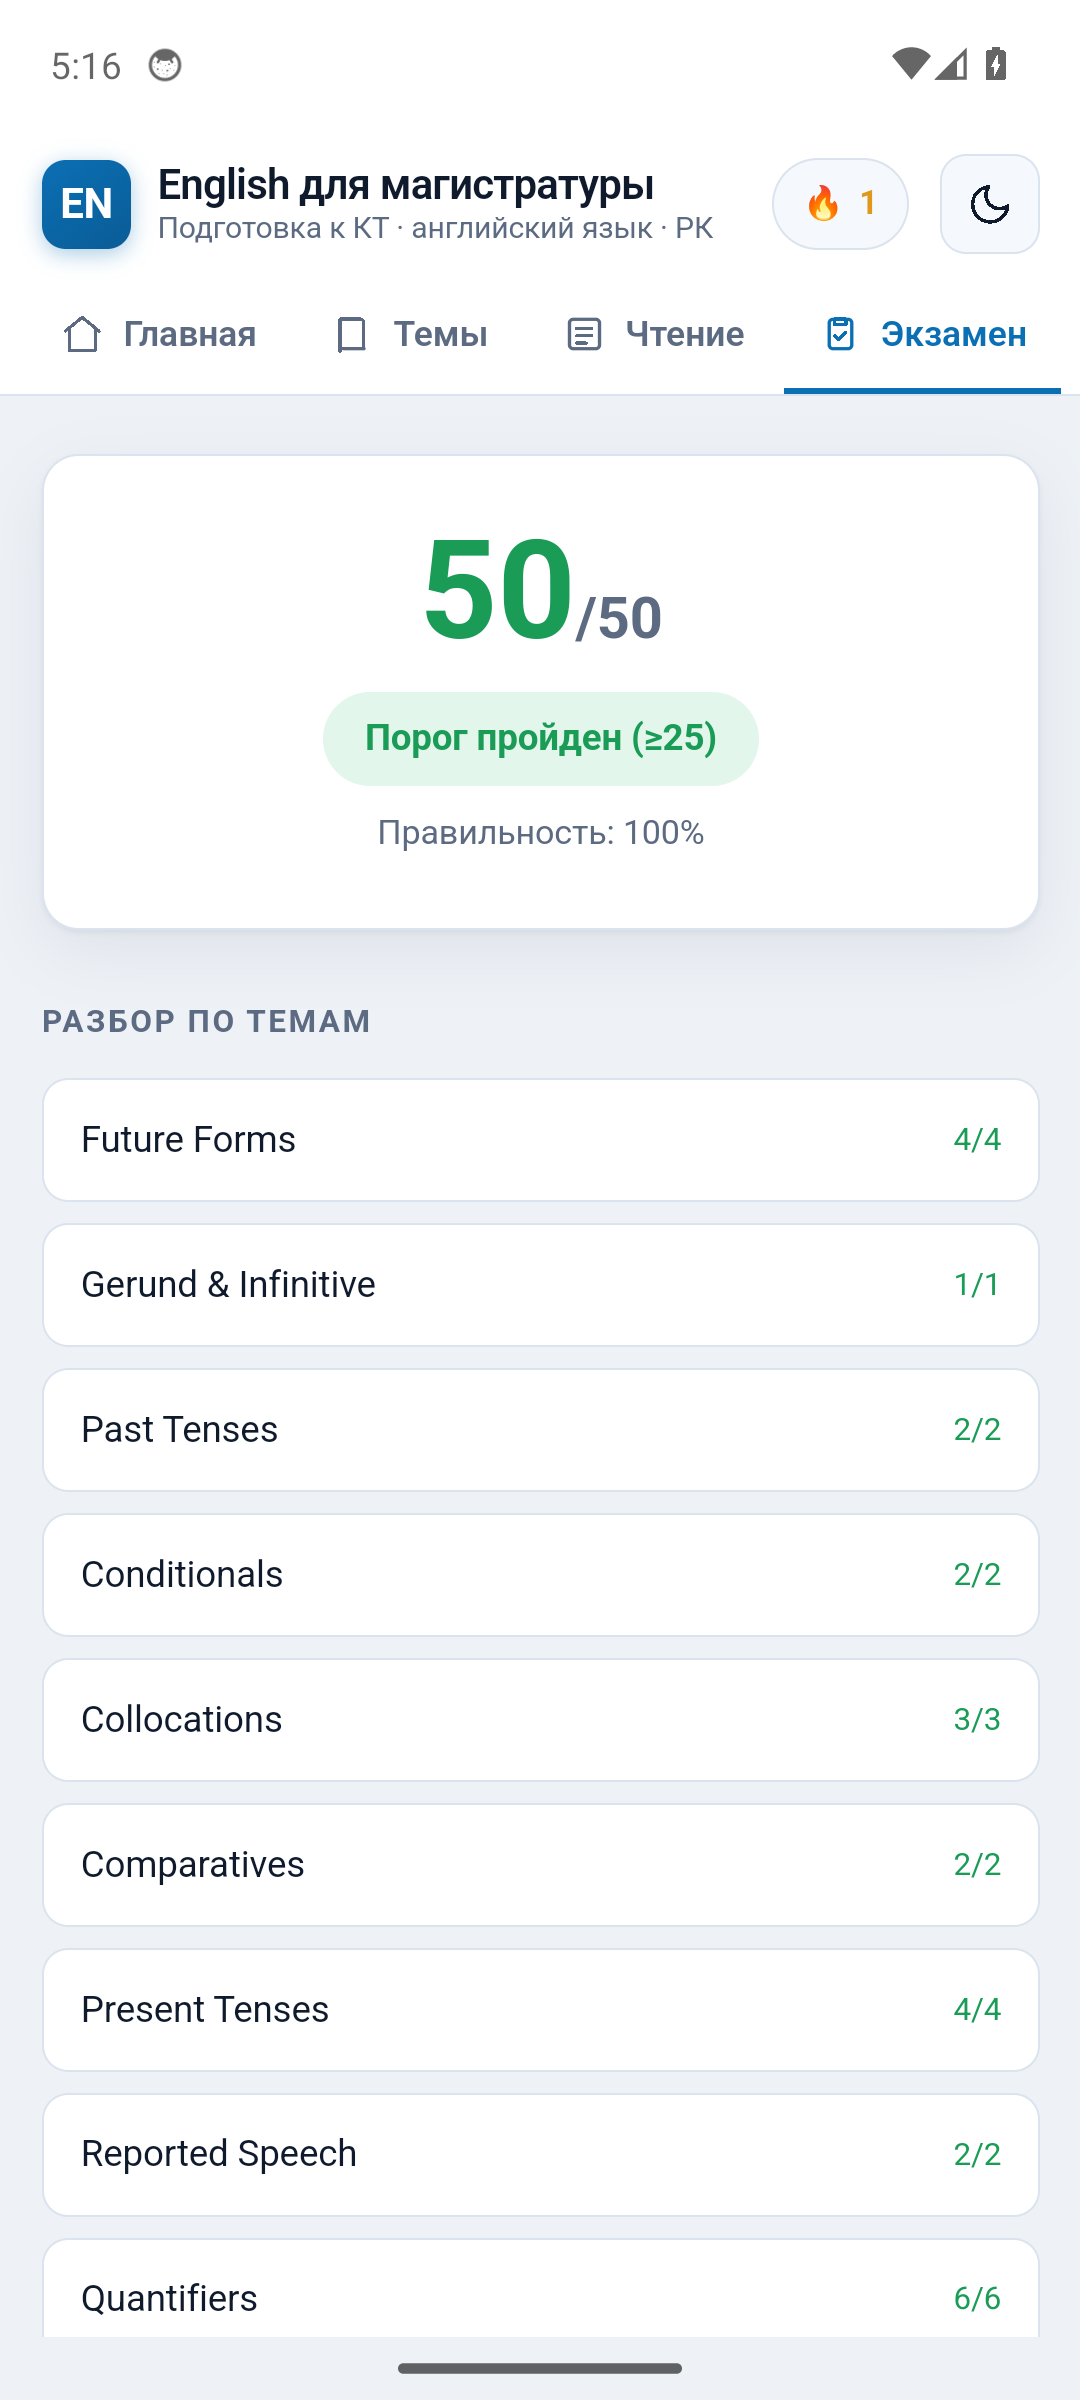 5:16
EN
English для магистратуры
Подготовка к КТ · английский язык · РК
🔥 1
Главная
Темы
Чтение
Экзамен
50/50
Порог пройден (≥25)
Правильность: 100%
РАЗБОР ПО ТЕМАМ
Future Forms 4/4
Gerund & Infinitive 1/1
Past Tenses 2/2
Conditionals 2/2
Collocations 3/3
Comparatives 2/2
Present Tenses 4/4
Reported Speech 2/2
Quantifiers 6/6